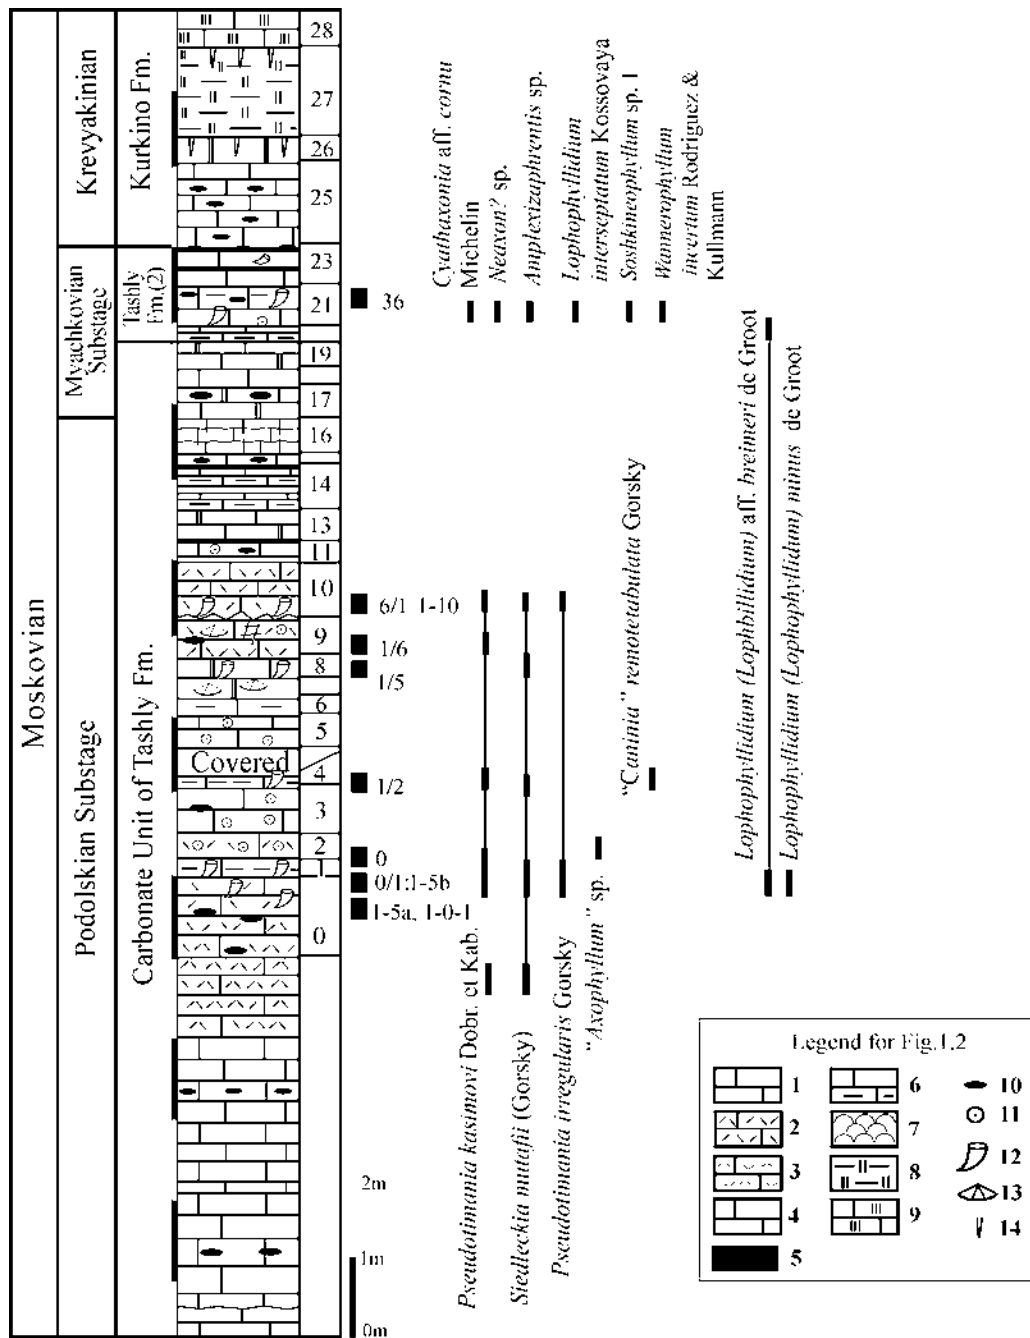 Moskovian
Krevyakinian
Myachkovian
Substage
Podolskian Substage
Kurkino Fm.
Tashly
Fm.(2)
Carbonate Unit of Tashly Fm.
28
27
26
25
23
21
19
17
16
14
13
11
10
9
8
6
5
Covered
4
3
2
1
0
36
6/1 1-10
1/6
1/5
1/2
0
0/1:1-5b
1-5a, 1-0-1
2m
1m
0m
Cyathaxonia aff. cornu
Michelin
Neaxon? sp.
Amplexizaphrentis sp.
Lophophyllidium
interseptatum Kossovaya
Soshkineophyllum sp. 1
Wannerophyllum
incertum Rodriguez &
Kullmann
"Caninia" remotetabulata Gorsky
Lophophyllidium (Lophbillidium) aff. breimeri de Groot
Lophophyllidium (Lophophyllidum) minus de Groot
Pseudotimania kasimovi Dobr. et Kab.
Siedleckia mutafii (Gorsky)
Pseudotimania irregularis Gorsky
"Axophyllum" sp.
Legend for Fig.1,2
1
2
3
4
5
6
7
8
9
10
11
12
13
14